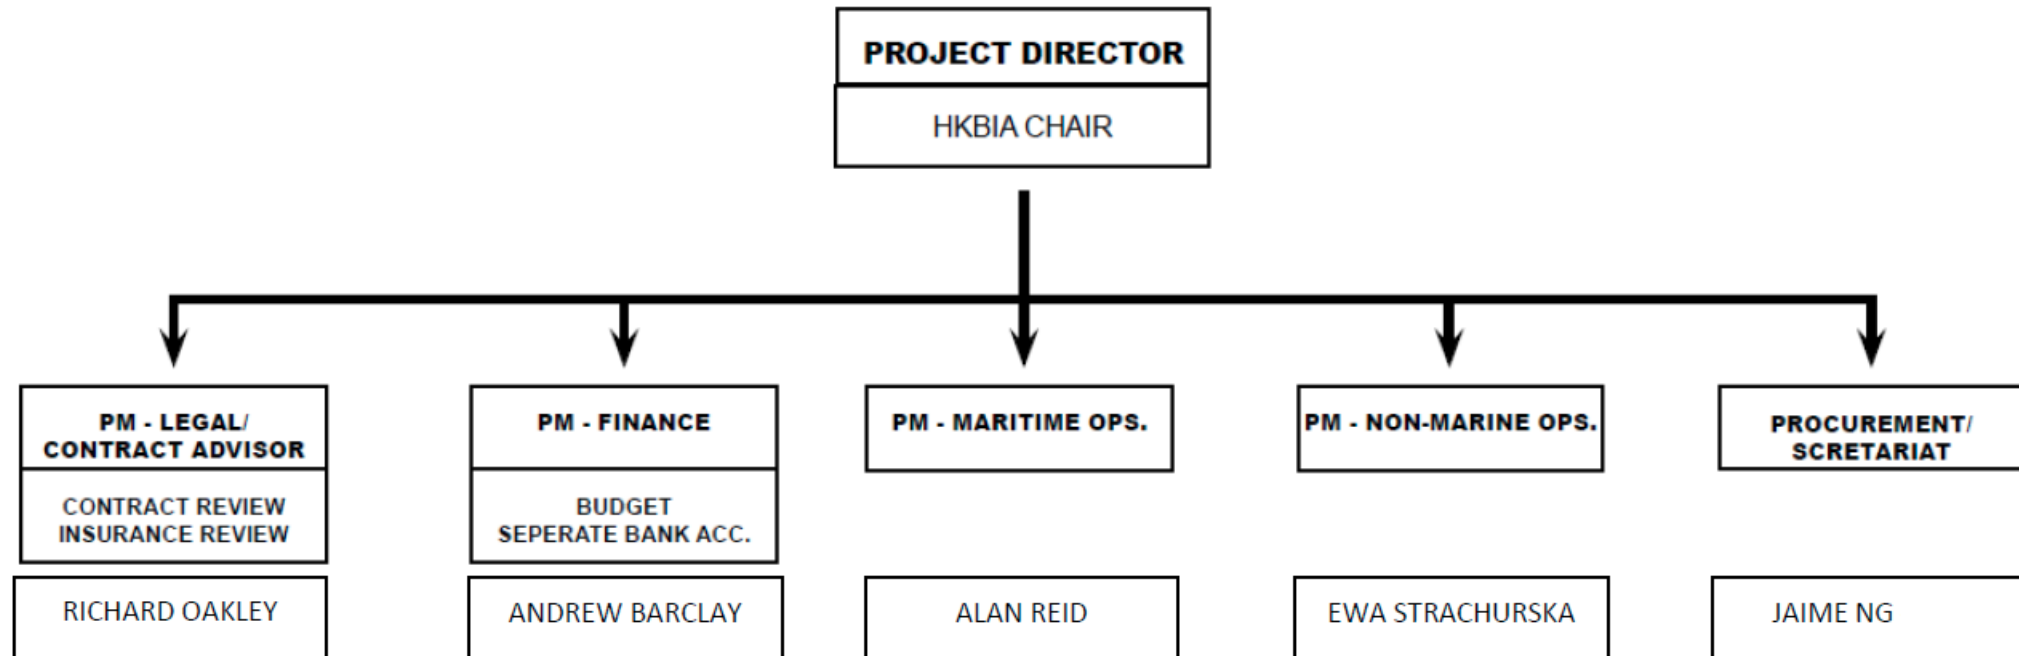 PROJECT DIRECTOR
HKBIA CHAIR
PM - LEGAL/
CONTRACT ADVISOR
CONTRACT REVIEW
INSURANCE REVIEW
RICHARD OAKLEY
PM - FINANCE
BUDGET
SEPERATE BANK ACC.
ANDREW BARCLAY
PM - MARITIME OPS.
ALAN REID
PM - NON-MARINE OPS.
EWA STRACHURSKA
PROCUREMENT/
SCRETARIAT
JAIME NG